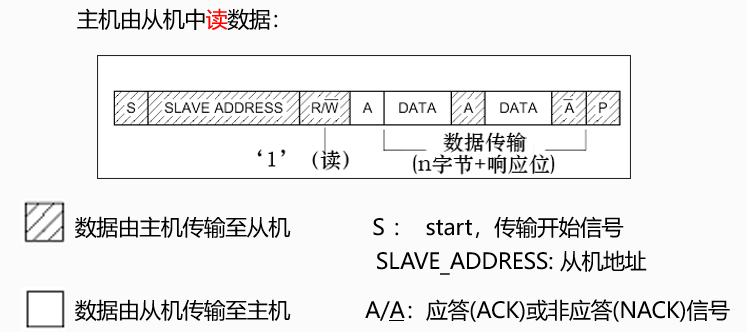 主机由从机中读数据：
S SLAVE ADDRESS R/W̅ A DATA A DATA A̅ P
‘1’ (读) 数据传输
(n字节+响应位)
数据由主机传输至从机 S： start，传输开始信号
SLAVE_ADDRESS: 从机地址
数据由从机传输至主机 A/A̲：应答(ACK)或非应答(NACK)信号